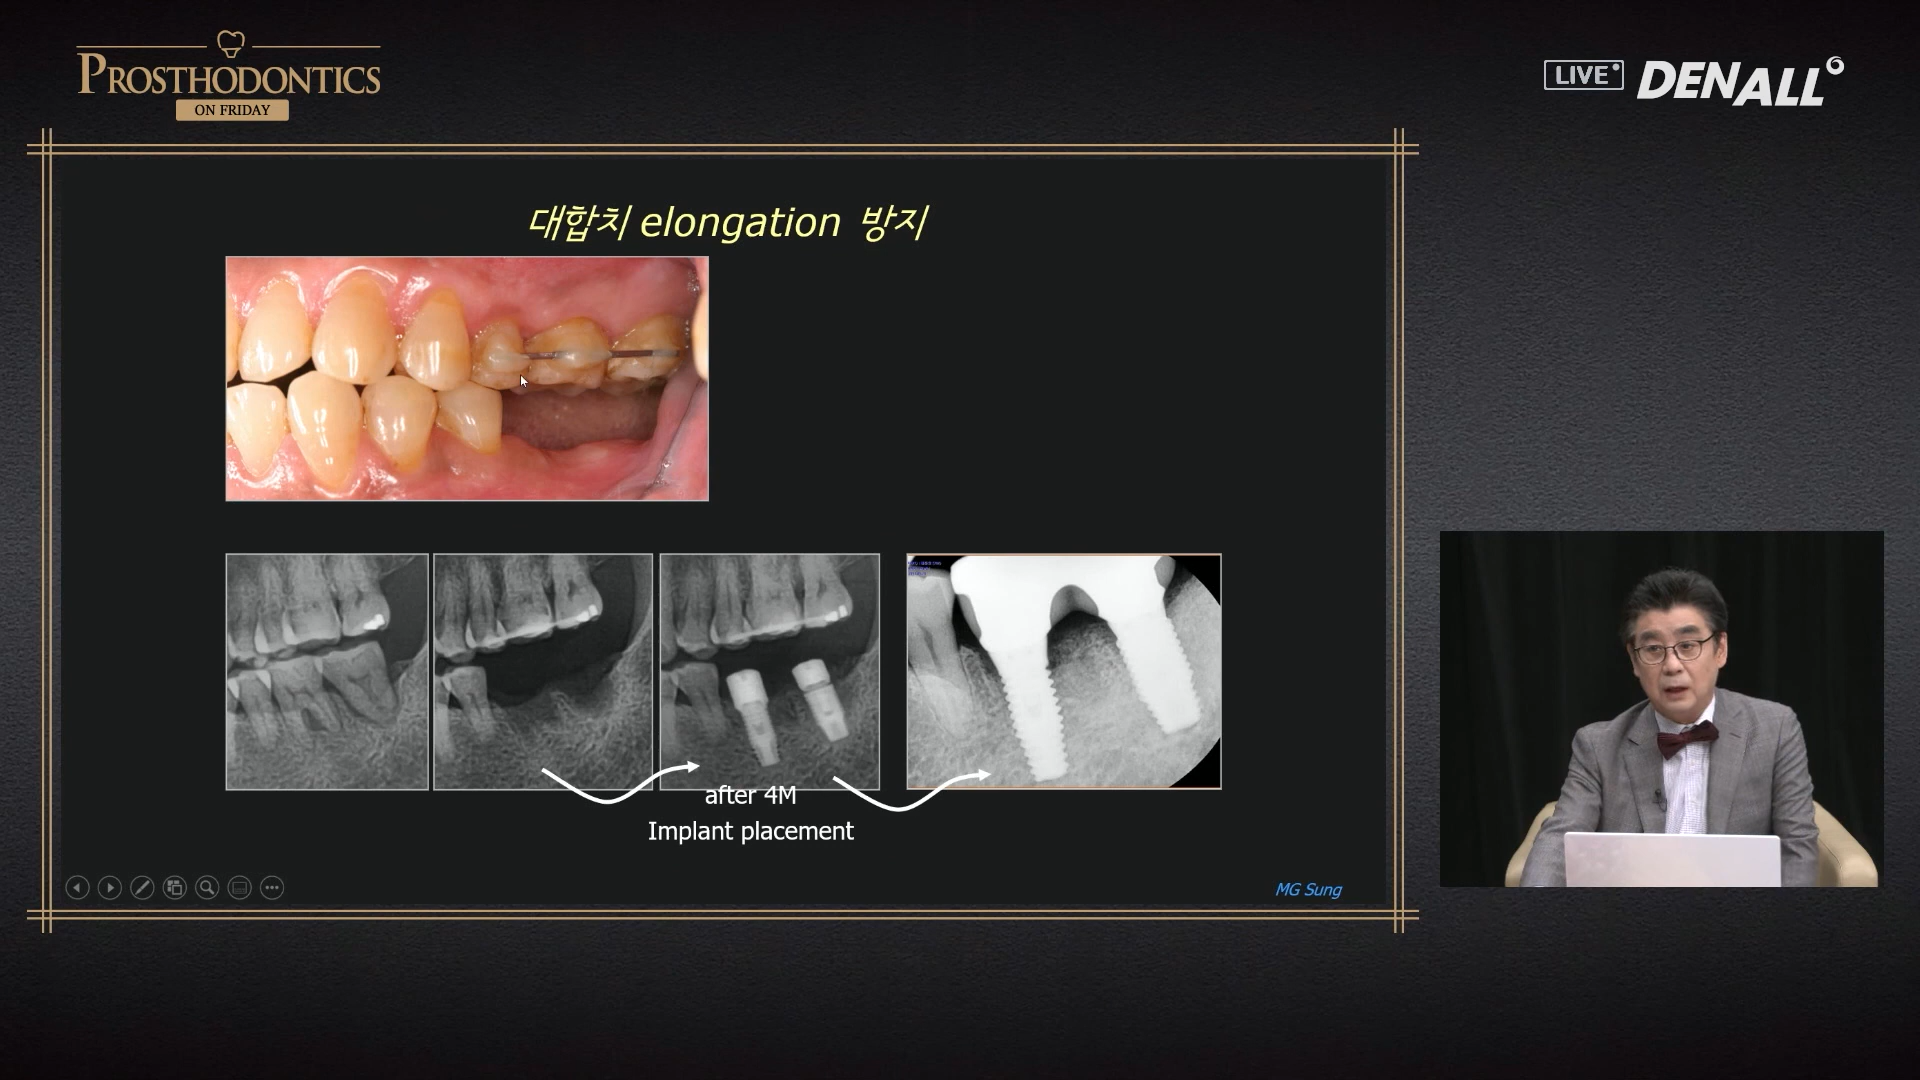 PROSTHODONTICS
ON FRIDAY
LIVE
DENALL
대합치 elongation 방지
after 4M
Implant placement
MG Sung